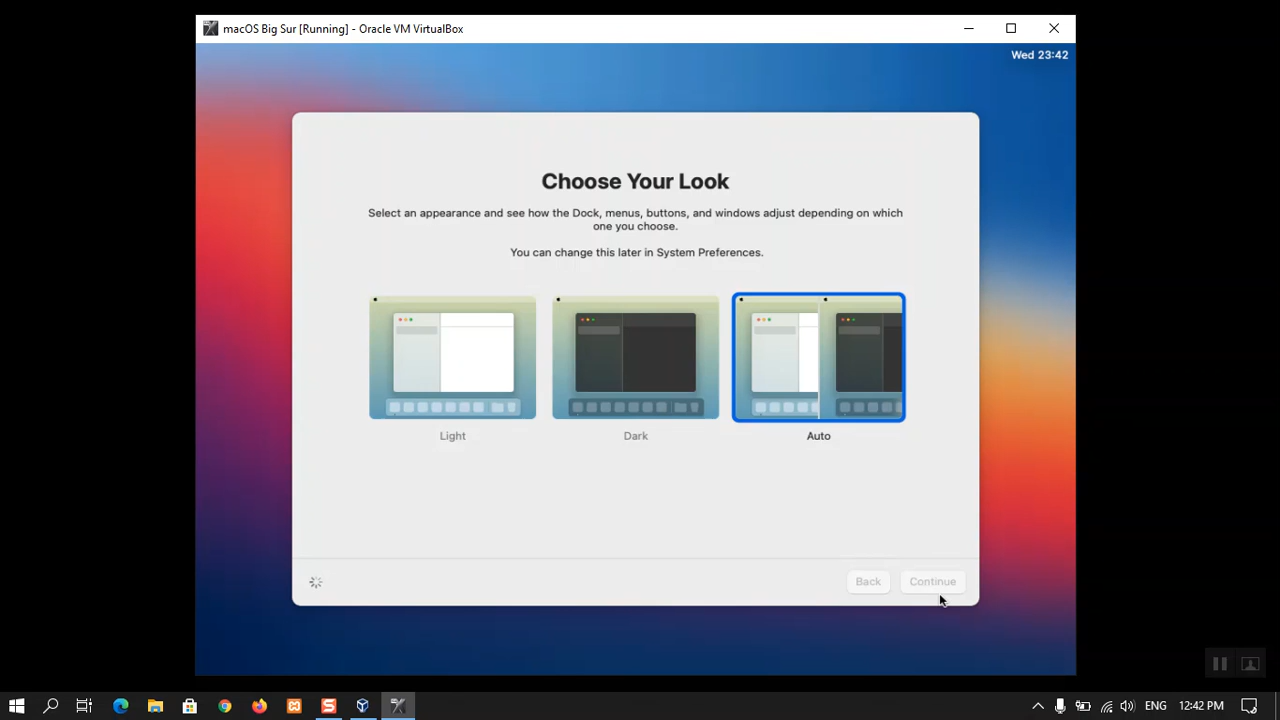 macOS Big Sur [Running] - Oracle VM VirtualBox
Wed 23:42
Choose Your Look
Select an appearance and see how the Dock, menus, buttons, and windows adjust depending on which
one you choose.
You can change this later in System Preferences.
Light
Dark
Auto
Back
Continue
ENG
12:42 PM